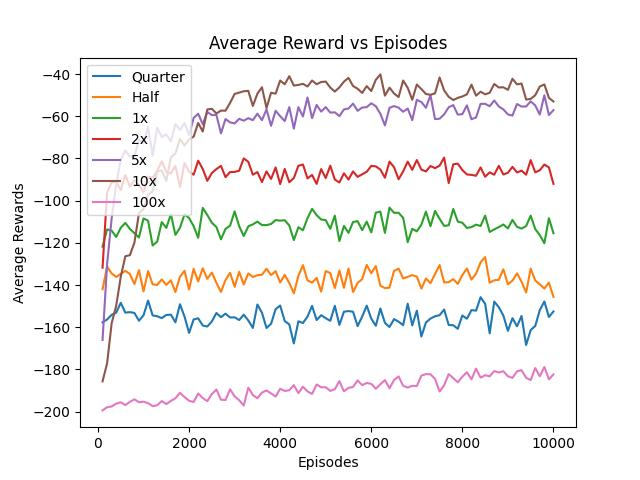 Average Reward vs Episodes
Average Rewards
−40
−60
−80
−100
−120
−140
−160
−180
−200
Quarter
Half
1x
2x
5x
10x
100x
0
2000
4000
6000
8000
10000
Episodes